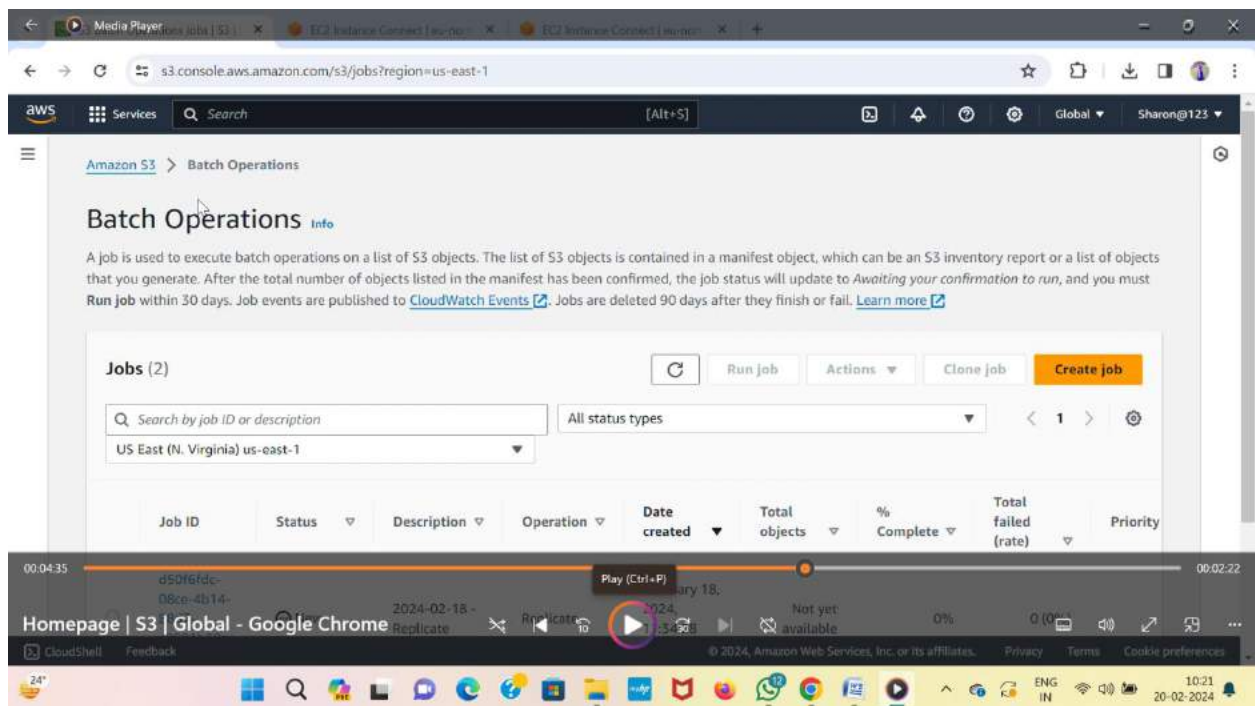 Media Player
EC2 Instance Connect | eu-nor
EC2 Instance Connect | eu-nor
s3.console.aws.amazon.com/s3/jobs?region=us-east-1
aws
Services
Search
[Alt+S]
Global
Sharon@123
Amazon S3 > Batch Operations
Batch Operations Info
A job is used to execute batch operations on a list of S3 objects. The list of S3 objects is contained in a manifest object, which can be an S3 inventory report or a list of objects
that you generate. After the total number of objects listed in the manifest has been confirmed, the job status will update to Awaiting your confirmation to run, and you must
Run job within 30 days. Job events are published to CloudWatch Events. Jobs are deleted 90 days after they finish or fail. Learn more
Jobs (2)
Run job
Actions
Clone job
Create job
Search by job ID or description
All status types
1
US East (N. Virginia) us-east-1
Job ID
Status
Description
Operation
Date
created
Total
objects
%
Complete
Total
failed
(rate)
Priority
00:04:35
Play (Ctrl+P)
00:02:22
d50f6fdc-
08ce-4b14-
2024-02-18 -
Replicate
2024,
Not yet
available
0%
Homepage | S3 | Global - Google Chrome
10
30
CloudShell
Feedback
© 2024, Amazon Web Services, Inc. or its affiliates.
Privacy
Terms
Cookie preferences
24°
ENG
IN
10:21
20-02-2024